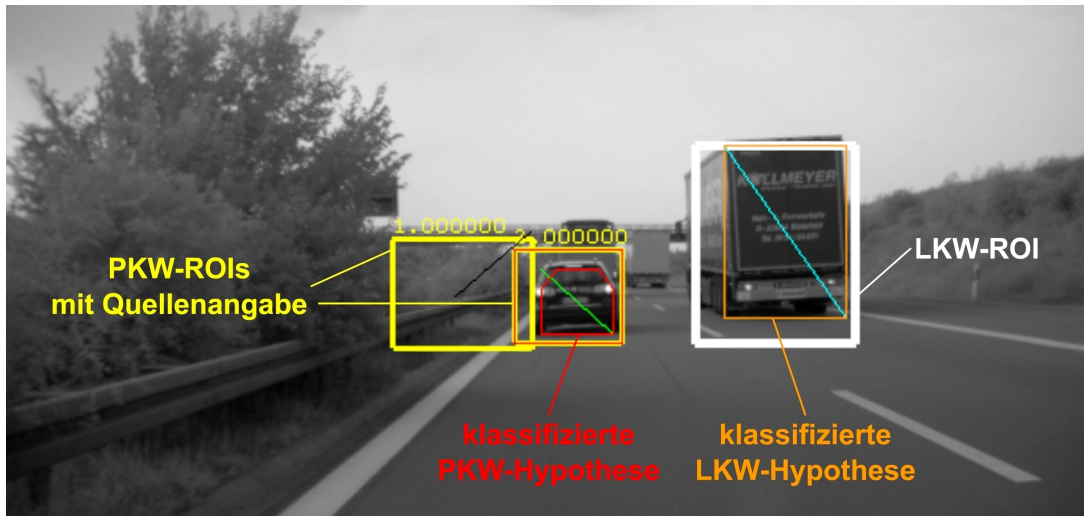 1.000000
2.000000
PKW-ROIs
mit Quellenangabe
LKW-ROI
klassifizierte
PKW-Hypothese
klassifizierte
LKW-Hypothese